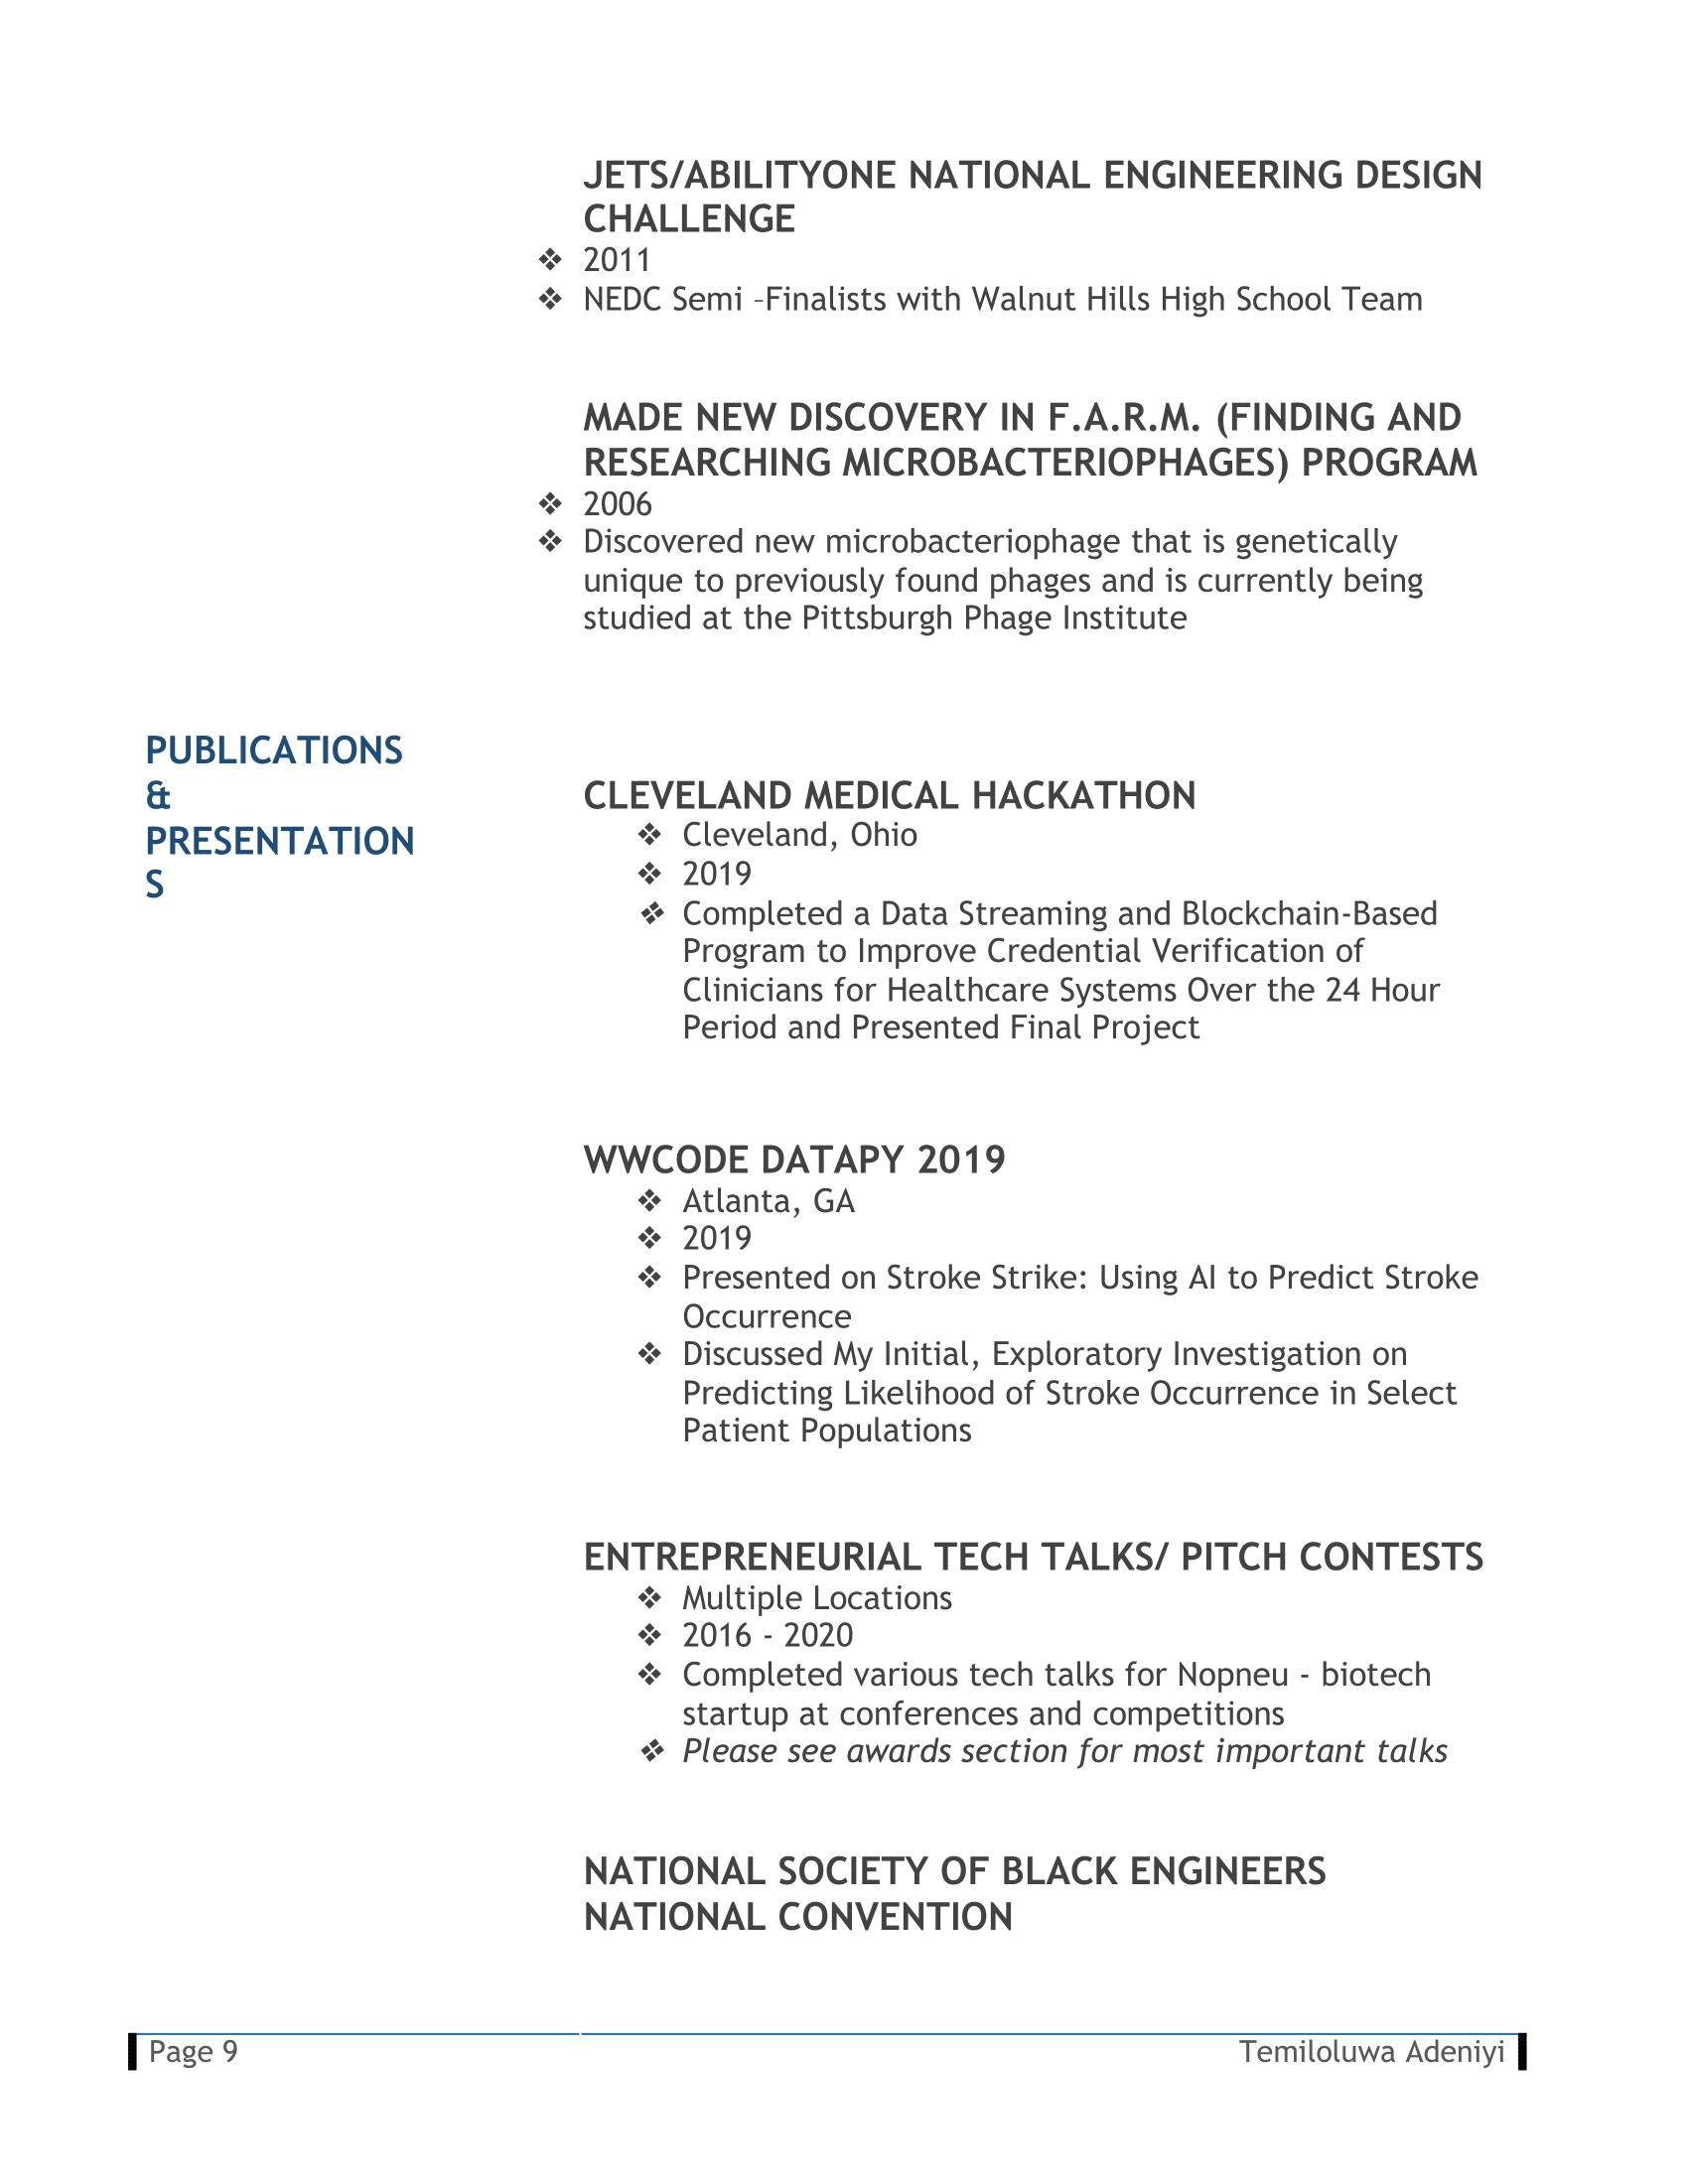 JETS/ABILITYONE NATIONAL ENGINEERING DESIGN
CHALLENGE
❖ 2011
❖ NEDC Semi –Finalists with Walnut Hills High School Team
MADE NEW DISCOVERY IN F.A.R.M. (FINDING AND
RESEARCHING MICROBACTERIOPHAGES) PROGRAM
❖ 2006
❖ Discovered new microbacteriophage that is genetically
unique to previously found phages and is currently being
studied at the Pittsburgh Phage Institute
PUBLICATIONS
&
PRESENTATION
S
CLEVELAND MEDICAL HACKATHON
❖ Cleveland, Ohio
❖ 2019
❖ Completed a Data Streaming and Blockchain-Based
Program to Improve Credential Verification of
Clinicians for Healthcare Systems Over the 24 Hour
Period and Presented Final Project
WWCODE DATAPY 2019
❖ Atlanta, GA
❖ 2019
❖ Presented on Stroke Strike: Using AI to Predict Stroke
Occurrence
❖ Discussed My Initial, Exploratory Investigation on
Predicting Likelihood of Stroke Occurrence in Select
Patient Populations
ENTREPRENEURIAL TECH TALKS/ PITCH CONTESTS
❖ Multiple Locations
❖ 2016 - 2020
❖ Completed various tech talks for Nopneu - biotech
startup at conferences and competitions
❖ Please see awards section for most important talks
NATIONAL SOCIETY OF BLACK ENGINEERS
NATIONAL CONVENTION
Page 9
Temiloluwa Adeniyi